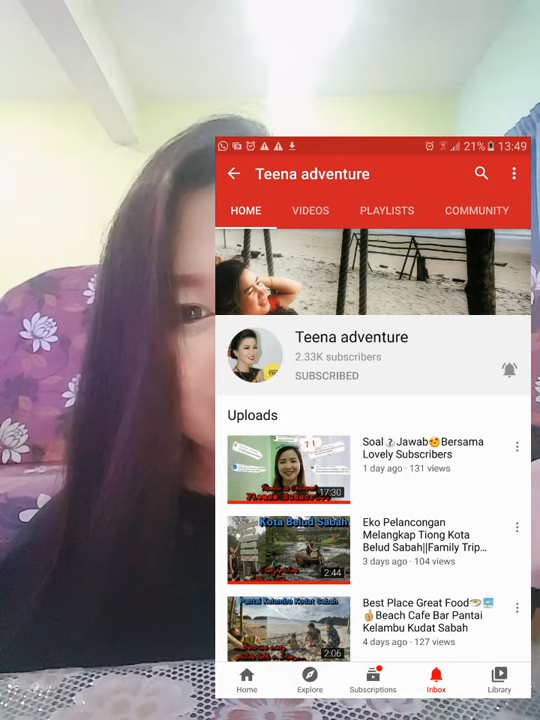 21% 13:49
Teena adventure
HOME VIDEOS PLAYLISTS COMMUNITY
Teena adventure
2.33K subscribers
SUBSCRIBED
Uploads
17:30
Soal❔Jawab😍Bersama
Lovely Subscribers
1 day ago · 131 views
Kota Belud Sabah
2:44
Eko Pelancongan
Melangkap Tiong Kota
Belud Sabah||Family Trip...
3 days ago · 104 views
Pantai Kelambu Kudat Sabah
2:06
Best Place Great Food
Beach Cafe Bar Pantai
Kelambu Kudat Sabah
4 days ago · 127 views
Home Explore Subscriptions Inbox Library